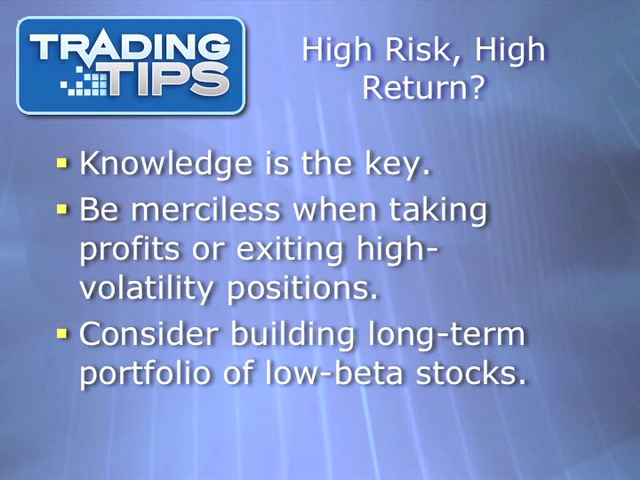 TRADING
TIPS
High Risk, High
Return?
Knowledge is the key.
Be merciless when taking
profits or exiting high-
volatility positions.
Consider building long-term
portfolio of low-beta stocks.